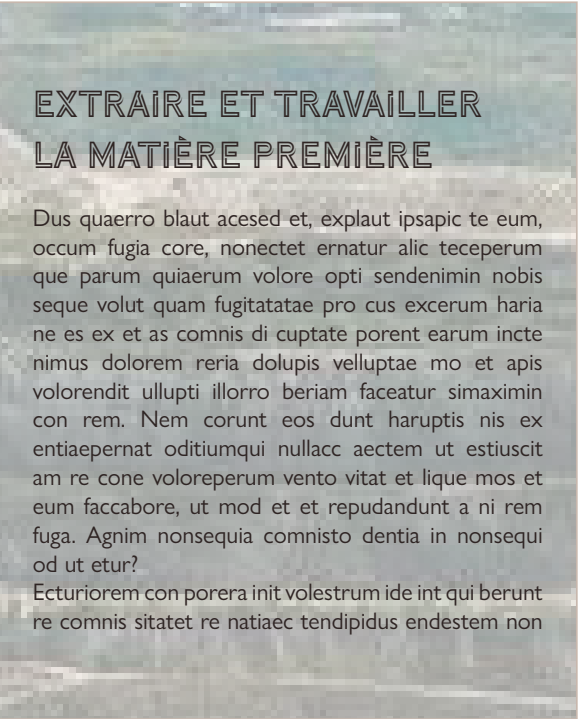 EXTRAiRE ET TRAVAiLLER
LA MATiÈRE PREMiÈRE
Dus quaerro blaut acesed et, explaut ipsapic te eum,
occum fugia core, nonectet ernatur alic teceperum
que parum quiaerum volore opti sendenimin nobis
seque volut quam fugitatatae pro cus excerum haria
ne es ex et as comnis di cuptate porent earum incte
nimus dolorem reria dolupis velluptae mo et apis
volorendit ullupti illorro beriam faceatur simaximin
con rem. Nem corunt eos dunt haruptis nis ex
entiaepernat oditiumqui nullacc aectem ut estiuscit
am re cone voloreperum vento vitat et lique mos et
eum faccabore, ut mod et et repudandunt a ni rem
fuga. Agnim nonsequia comnisto dentia in nonsequi
od ut etur?
Ecturiorem con porera init volestrum ide int qui berunt
re comnis sitatet re natiaec tendipidus endestem non